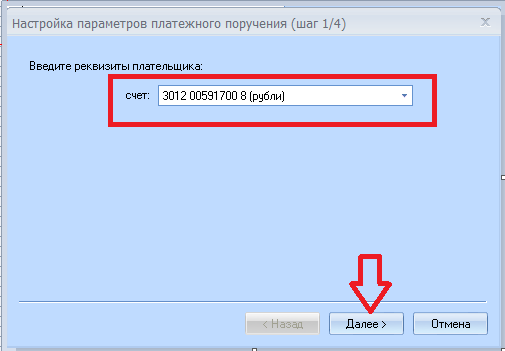 Настройка параметров платежного поручения (шаг 1/4)
Введите реквизиты плательщика:
счет: 3012 00591700 8 (рубли)
< Назад Далее > Отмена